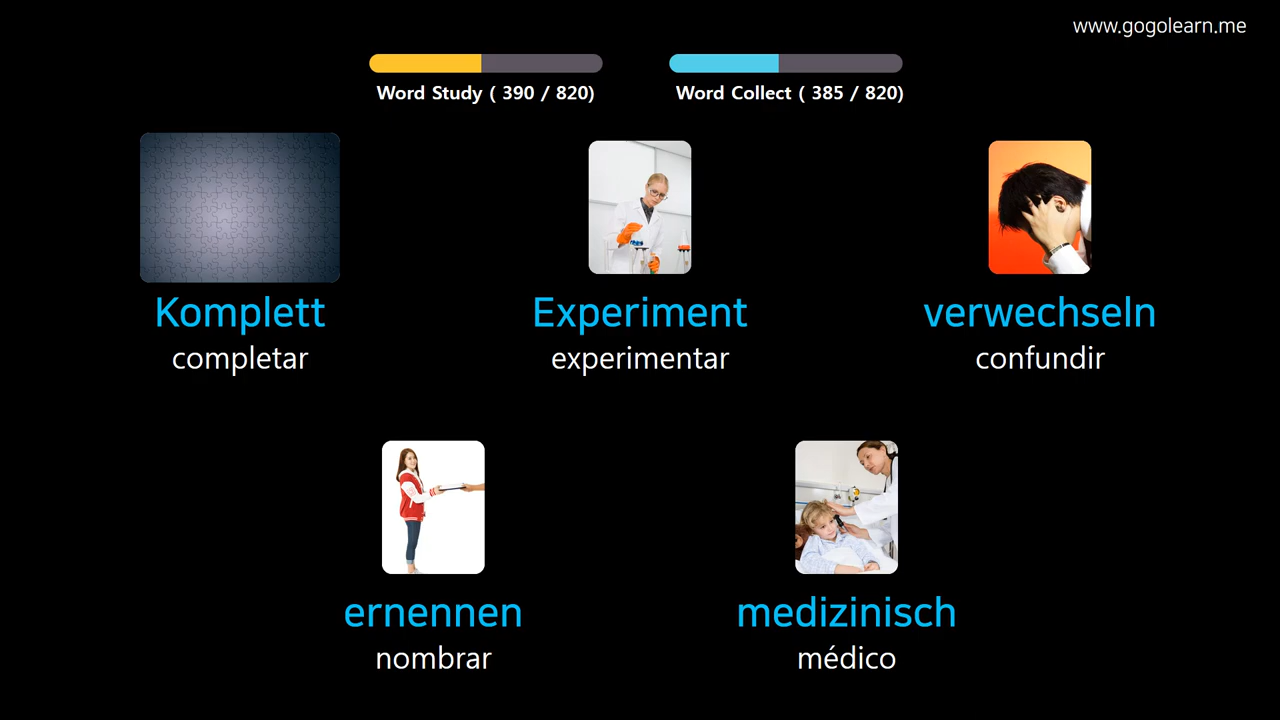 www.gogolearn.me
Word Study ( 390 / 820)
Word Collect ( 385 / 820)
Komplett
completar
Experiment
experimentar
verwechseln
confundir
ernennen
nombrar
medizinisch
médico